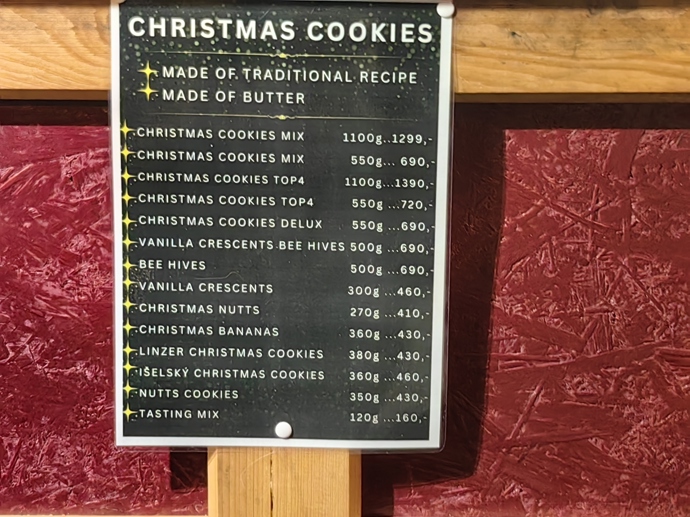 CHRISTMAS COOKIES
MADE OF TRADITIONAL RECIPE
MADE OF BUTTER
CHRISTMAS COOKIES MIX 1100g...1299,-
CHRISTMAS COOKIES MIX 550g... 690,-
CHRISTMAS COOKIES TOP4 1100g...1390,-
CHRISTMAS COOKIES TOP4 550g ...720,-
CHRISTMAS COOKIES DELUX 550g ...690,-
VANILLA CRESCENTS BEE HIVES 500g ...690,-
BEE HIVES 500g ...690,-
VANILLA CRESCENTS 300g ...460,-
CHRISTMAS NUTTS 270g ...410,-
CHRISTMAS BANANAS 360g ...430,-
LINZER CHRISTMAS COOKIES 380g ...430,-
IŠELSKÝ CHRISTMAS COOKIES 360g ...460,-
NUTTS COOKIES 350g ...430,-
TASTING MIX 120g ...160,-